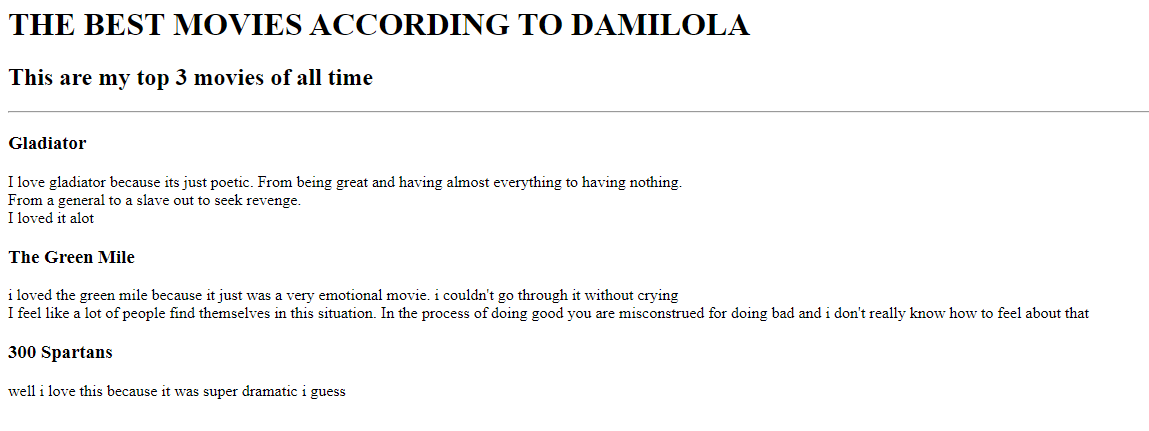 THE BEST MOVIES ACCORDING TO DAMILOLA
This are my top 3 movies of all time
Gladiator
I love gladiator because its just poetic. From being great and having almost everything to having nothing.
From a general to a slave out to seek revenge.
I loved it alot
The Green Mile
i loved the green mile because it just was a very emotional movie. i couldn't go through it without crying
I feel like a lot of people find themselves in this situation. In the process of doing good you are misconstrued for doing bad and i don't really know how to feel about that
300 Spartans
well i love this because it was super dramatic i guess